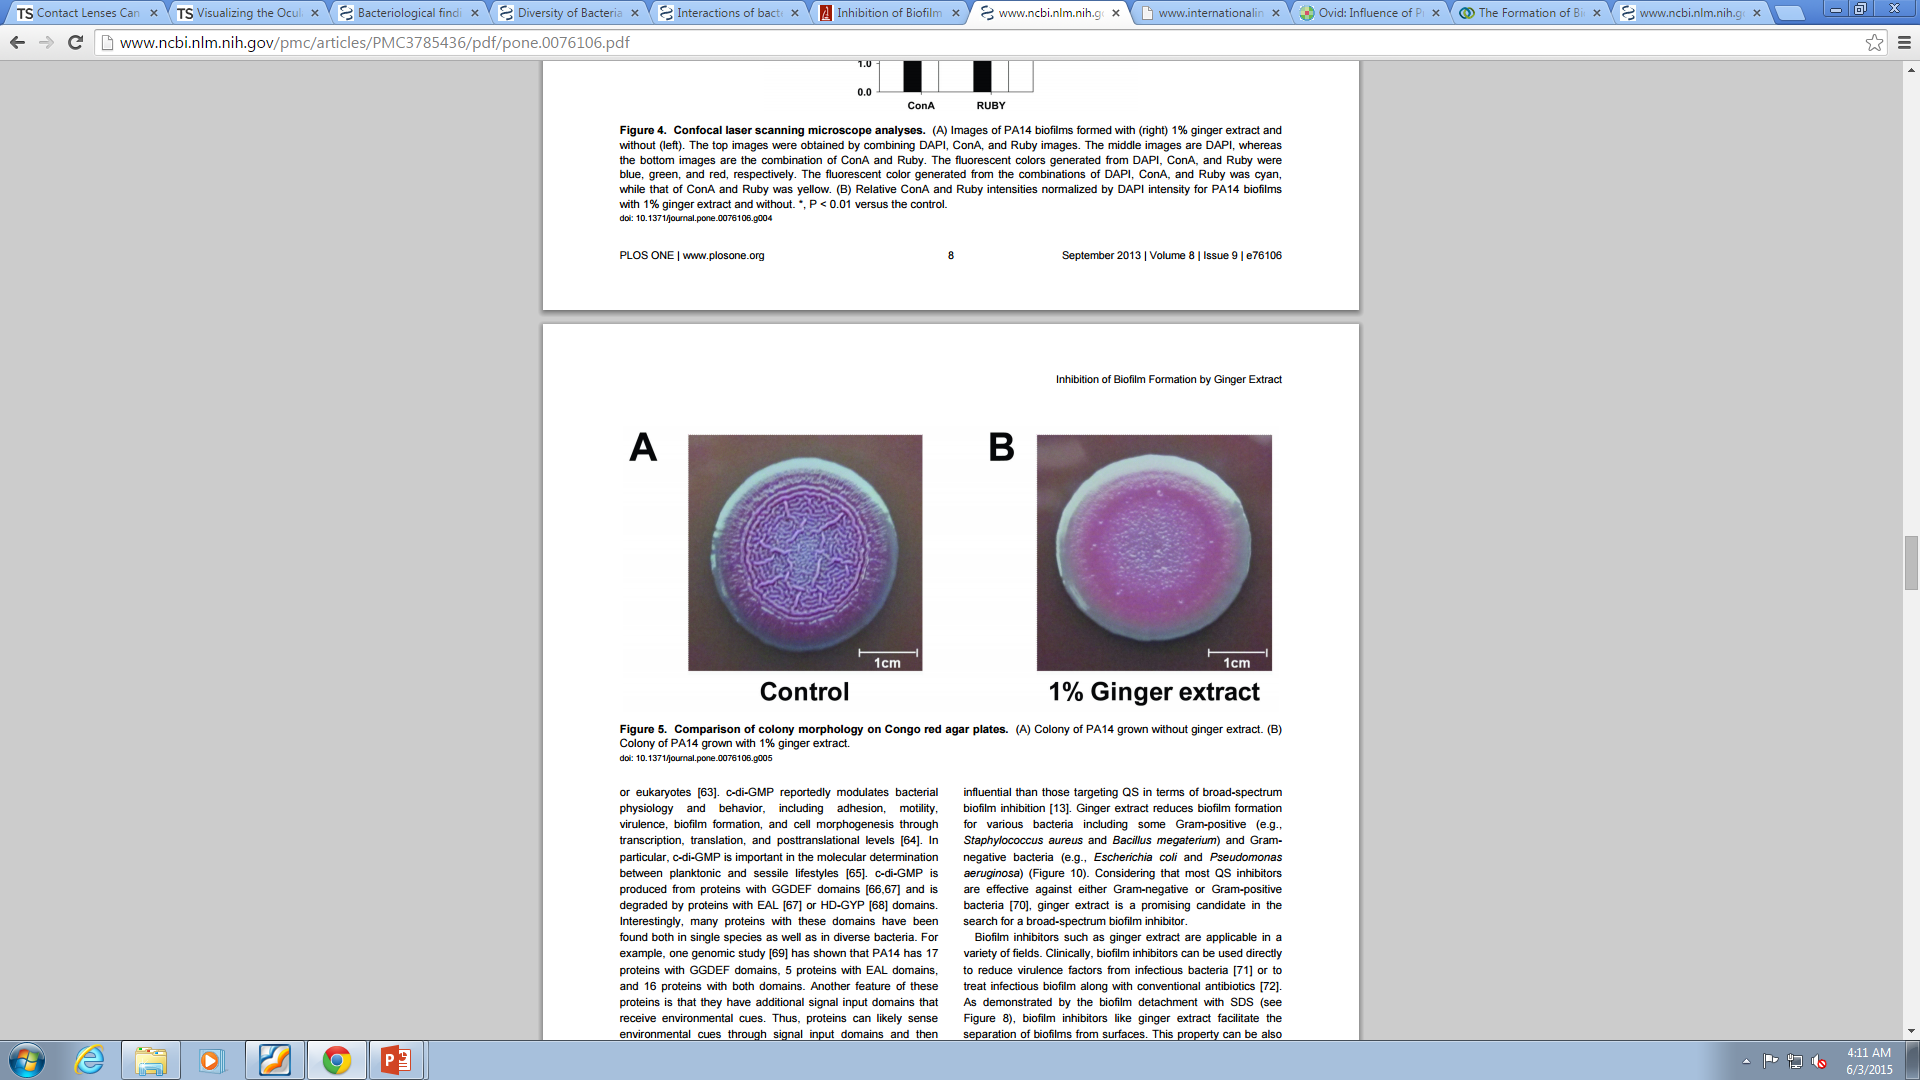 Contact Lenses Can
Visualizing the Ocul
Bacteriological findi
Diversity of Bacteria
Interactions of bact
Inhibition of Biofilm
www.ncbi.nlm.nih.g
www.internationalin
Ovid: Influence of P
The Formation of Bi
www.ncbi.nlm.nih.g
www.ncbi.nlm.nih.gov/pmc/articles/PMC3785436/pdf/pone.0076106.pdf
1.0
0.0
ConA RUBY
Figure 4. Confocal laser scanning microscope analyses. (A) Images of PA14 biofilms formed with (right) 1% ginger extract and
without (left). The top images were obtained by combining DAPI, ConA, and Ruby images. The middle images are DAPI, whereas
the bottom images are the combination of ConA and Ruby. The fluorescent colors generated from DAPI, ConA, and Ruby were
blue, green, and red, respectively. The fluorescent color generated from the combinations of DAPI, ConA, and Ruby was cyan,
while that of ConA and Ruby was yellow. (B) Relative ConA and Ruby intensities normalized by DAPI intensity for PA14 biofilms
with 1% ginger extract and without. *, P < 0.01 versus the control.
doi: 10.1371/journal.pone.0076106.g004
PLOS ONE | www.plosone.org 8 September 2013 | Volume 8 | Issue 9 | e76106
Inhibition of Biofilm Formation by Ginger Extract
A
B
1cm
1cm
Control
1% Ginger extract
Figure 5. Comparison of colony morphology on Congo red agar plates. (A) Colony of PA14 grown without ginger extract. (B)
Colony of PA14 grown with 1% ginger extract.
doi: 10.1371/journal.pone.0076106.g005
or eukaryotes [63]. c-di-GMP reportedly modulates bacterial
physiology and behavior, including adhesion, motility,
virulence, biofilm formation, and cell morphogenesis through
transcription, translation, and posttranslational levels [64]. In
particular, c-di-GMP is important in the molecular determination
between planktonic and sessile lifestyles [65]. c-di-GMP is
produced from proteins with GGDEF domains [66,67] and is
degraded by proteins with EAL [67] or HD-GYP [68] domains.
Interestingly, many proteins with these domains have been
found both in single species as well as in diverse bacteria. For
example, one genomic study [69] has shown that PA14 has 17
proteins with GGDEF domains, 5 proteins with EAL domains,
and 16 proteins with both domains. Another feature of these
proteins is that they have additional signal input domains that
receive environmental cues. Thus, proteins can likely sense
environmental cues through signal input domains and then
influential than those targeting QS in terms of broad-spectrum
biofilm inhibition [13]. Ginger extract reduces biofilm formation
for various bacteria including some Gram-positive (e.g.,
Staphylococcus aureus and Bacillus megaterium) and Gram-
negative bacteria (e.g., Escherichia coli and Pseudomonas
aeruginosa) (Figure 10). Considering that most QS inhibitors
are effective against either Gram-negative or Gram-positive
bacteria [70], ginger extract is a promising candidate in the
search for a broad-spectrum biofilm inhibitor.
Biofilm inhibitors such as ginger extract are applicable in a
variety of fields. Clinically, biofilm inhibitors can be used directly
to reduce virulence factors from infectious bacteria [71] or to
treat infectious biofilm along with conventional antibiotics [72].
As demonstrated by the biofilm detachment with SDS (see
Figure 8), biofilm inhibitors like ginger extract facilitate the
separation of biofilms from surfaces. This property can be also
4:11 AM
6/3/2015